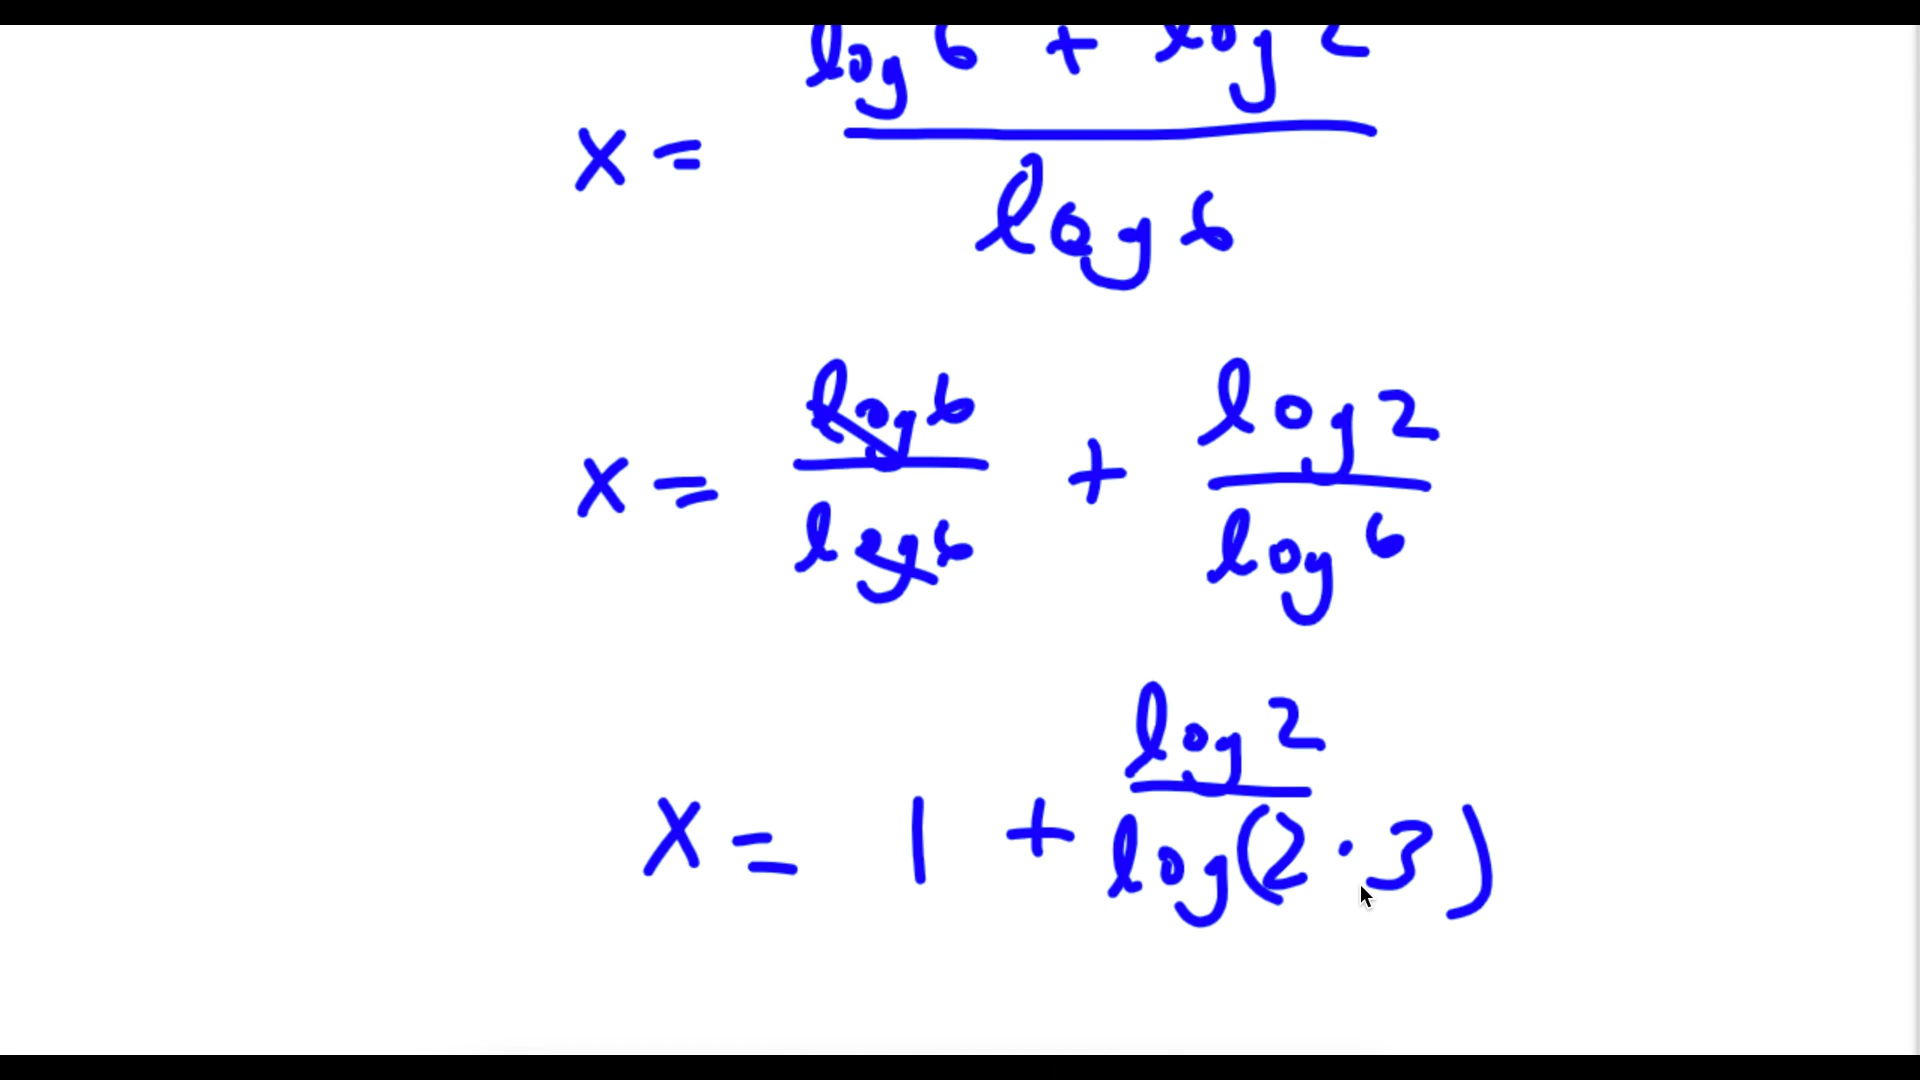 x = (log 6 + log 2) / log 6
x = log 6 / log 6 + log 2 / log 6
x = 1 + log 2 / log(2 · 3)